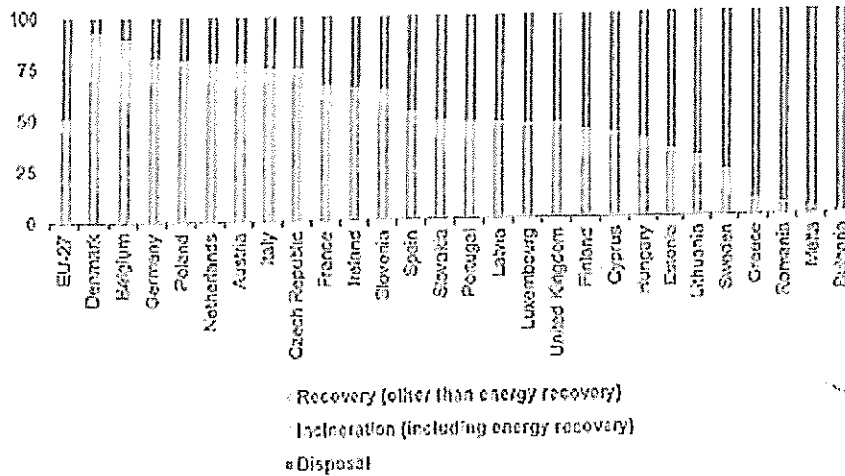 100
75
50
25
0
EU-27
Denmark
Belgium
Germany
Poland
Netherlands
Austria
Italy
Czech Republic
France
Ireland
Slovenia
Spain
Slovakia
Portugal
Latvia
Luxembourg
United Kingdom
Finland
Cyprus
Hungary
Estonia
Lithuania
Sweden
Greece
Romania
Malta
Recovery (other than energy recovery)
Incineration (including energy recovery)
Disposal